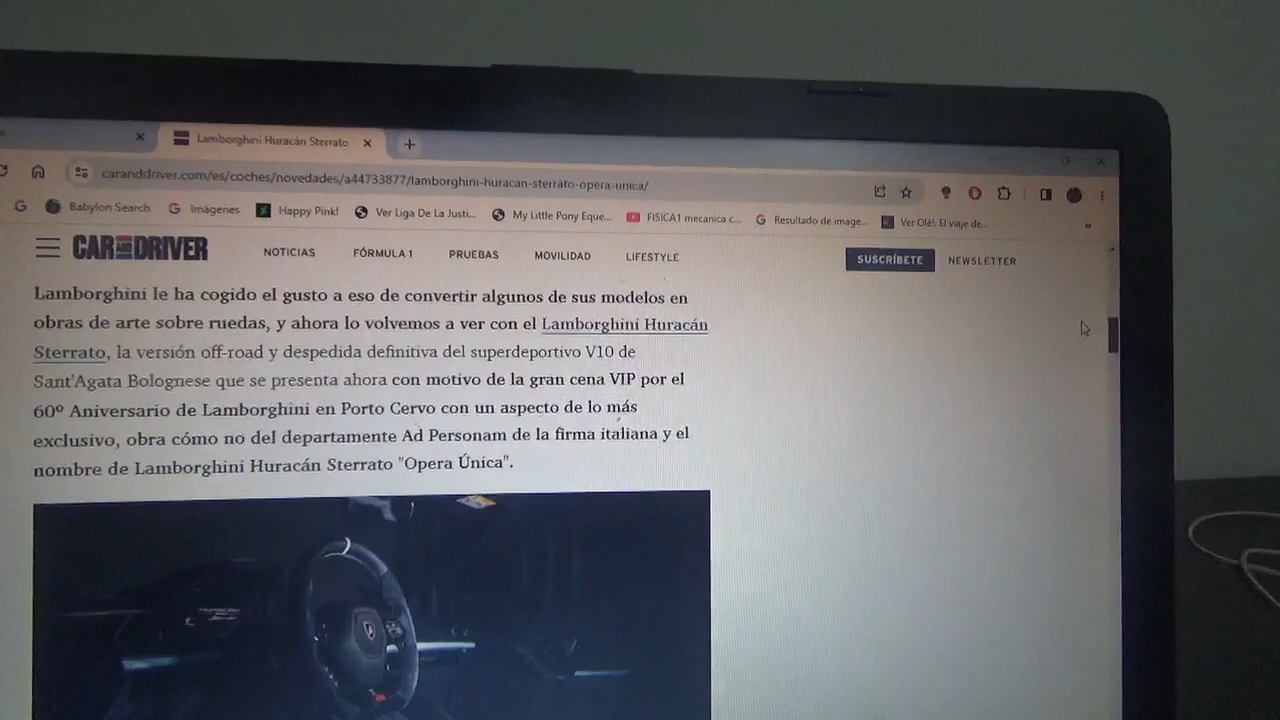 Lamborghini Huracán Sterrato
caranddriver.com/es/coches/novedades/a44733877/lamborghini-huracan-sterrato-opera-unica/
Babylon Search
Imágenes
Happy Pink!
Ver Liga De La Justi...
My Little Pony Eque...
FISICA1 mecanica c...
Resultado de image...
Ver Olé!: El viaje de...
CAR AND DRIVER
NOTICIAS
FÓRMULA 1
PRUEBAS
MOVILIDAD
LIFESTYLE
SUSCRÍBETE
NEWSLETTER
Lamborghini le ha cogido el gusto a eso de convertir algunos de sus modelos en
obras de arte sobre ruedas, y ahora lo volvemos a ver con el Lamborghini Huracán
Sterrato, la versión off-road y despedida definitiva del superdeportivo V10 de
Sant'Agata Bolognese que se presenta ahora con motivo de la gran cena VIP por el
60º Aniversario de Lamborghini en Porto Cervo con un aspecto de lo más
exclusivo, obra cómo no del departamente Ad Personam de la firma italiana y el
nombre de Lamborghini Huracán Sterrato "Opera Única".